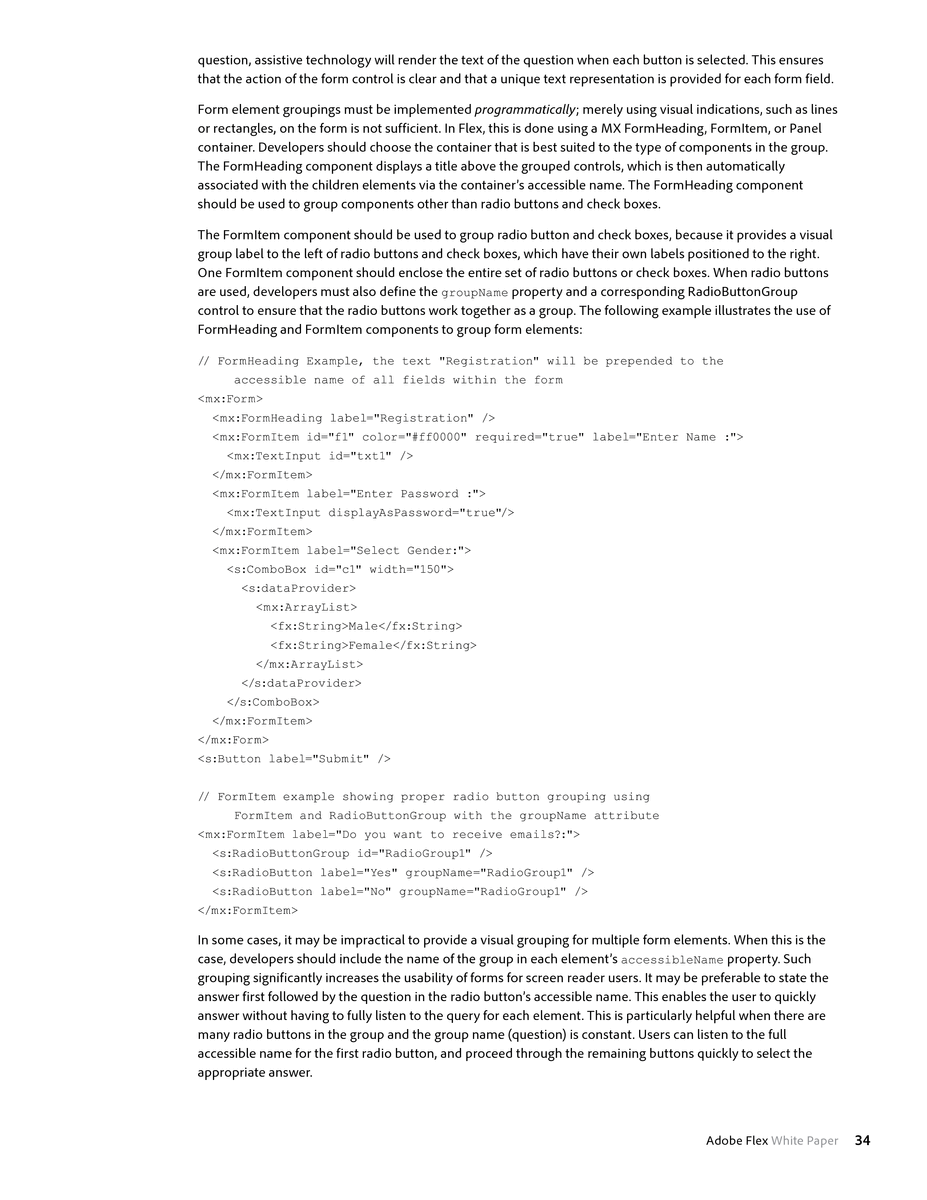 question, assistive technology will render the text of the question when each button is selected. This ensures
that the action of the form control is clear and that a unique text representation is provided for each form field.
Form element groupings must be implemented programmatically; merely using visual indications, such as lines
or rectangles, on the form is not sufficient. In Flex, this is done using a MX FormHeading, FormItem, or Panel
container. Developers should choose the container that is best suited to the type of components in the group.
The FormHeading component displays a title above the grouped controls, which is then automatically
associated with the children elements via the container's accessible name. The FormHeading component
should be used to group components other than radio buttons and check boxes.
The FormItem component should be used to group radio button and check boxes, because it provides a visual
group label to the left of radio buttons and check boxes, which have their own labels positioned to the right.
One FormItem component should enclose the entire set of radio buttons or check boxes. When radio buttons
are used, developers must also define the groupName property and a corresponding RadioButtonGroup
control to ensure that the radio buttons work together as a group. The following example illustrates the use of
FormHeading and FormItem components to group form elements:
// FormHeading Example, the text "Registration" will be prepended to the
accessible name of all fields within the form
<mx:Form>
<mx:FormHeading label="Registration" />
<mx:FormItem id="f1" color="#ff0000" required="true" label="Enter Name :">
<mx:TextInput id="txt1" />
</mx:FormItem>
<mx:FormItem label="Enter Password :">
<mx:TextInput displayAsPassword="true"/>
</mx:FormItem>
<mx:FormItem label="Select Gender:">
<s:ComboBox id="c1" width="150">
<s:dataProvider>
<mx:ArrayList>
<fx:String>Male</fx:String>
<fx:String>Female</fx:String>
</mx:ArrayList>
</s:dataProvider>
</s:ComboBox>
</mx:FormItem>
</mx:Form>
<s:Button label="Submit" />
// FormItem example showing proper radio button grouping using
FormItem and RadioButtonGroup with the groupName attribute
<mx:FormItem label="Do you want to receive emails?:">
<s:RadioButtonGroup id="RadioGroup1" />
<s:RadioButton label="Yes" groupName="RadioGroup1" />
<s:RadioButton label="No" groupName="RadioGroup1" />
</mx:FormItem>
In some cases, it may be impractical to provide a visual grouping for multiple form elements. When this is the
case, developers should include the name of the group in each element's accessibleName property. Such
grouping significantly increases the usability of forms for screen reader users. It may be preferable to state the
answer first followed by the question in the radio button's accessible name. This enables the user to quickly
answer without having to fully listen to the query for each element. This is particularly helpful when there are
many radio buttons in the group and the group name (question) is constant. Users can listen to the full
accessible name for the first radio button, and proceed through the remaining buttons quickly to select the
appropriate answer.
Adobe Flex White Paper 34